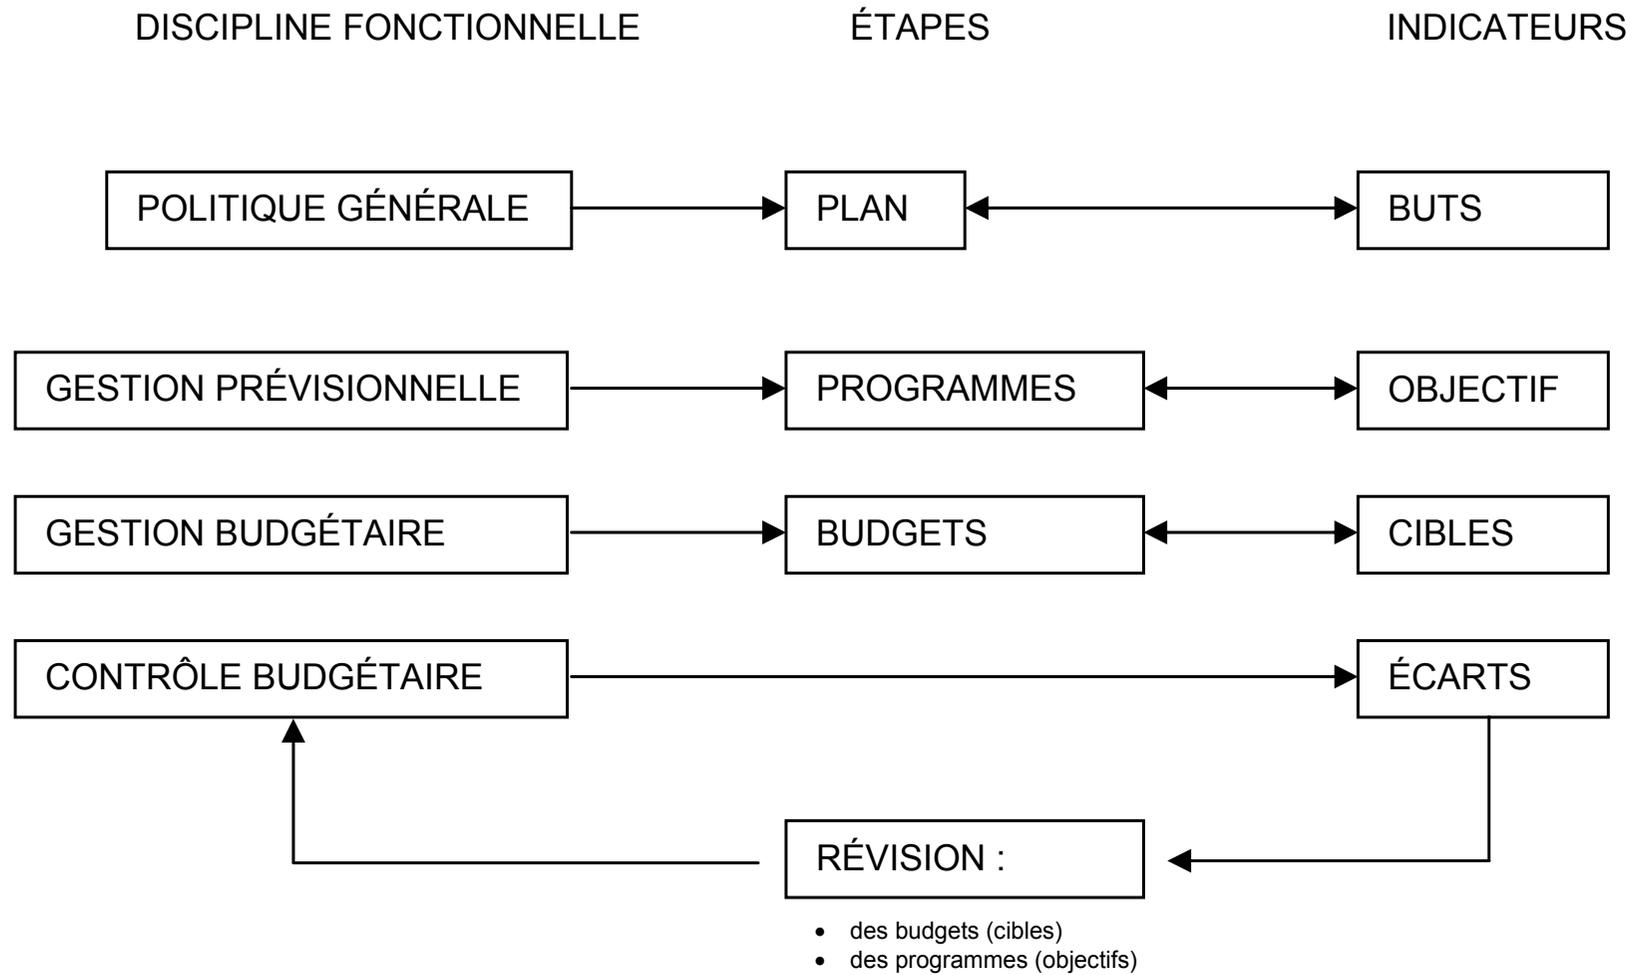 DISCIPLINE FONCTIONNELLE ÉTAPES INDICATEURS
POLITIQUE GÉNÉRALE PLAN BUTS
GESTION PRÉVISIONNELLE PROGRAMMES OBJECTIF
GESTION BUDGÉTAIRE BUDGETS CIBLES
CONTRÔLE BUDGÉTAIRE ÉCARTS
RÉVISION :
• des budgets (cibles)
• des programmes (objectifs)